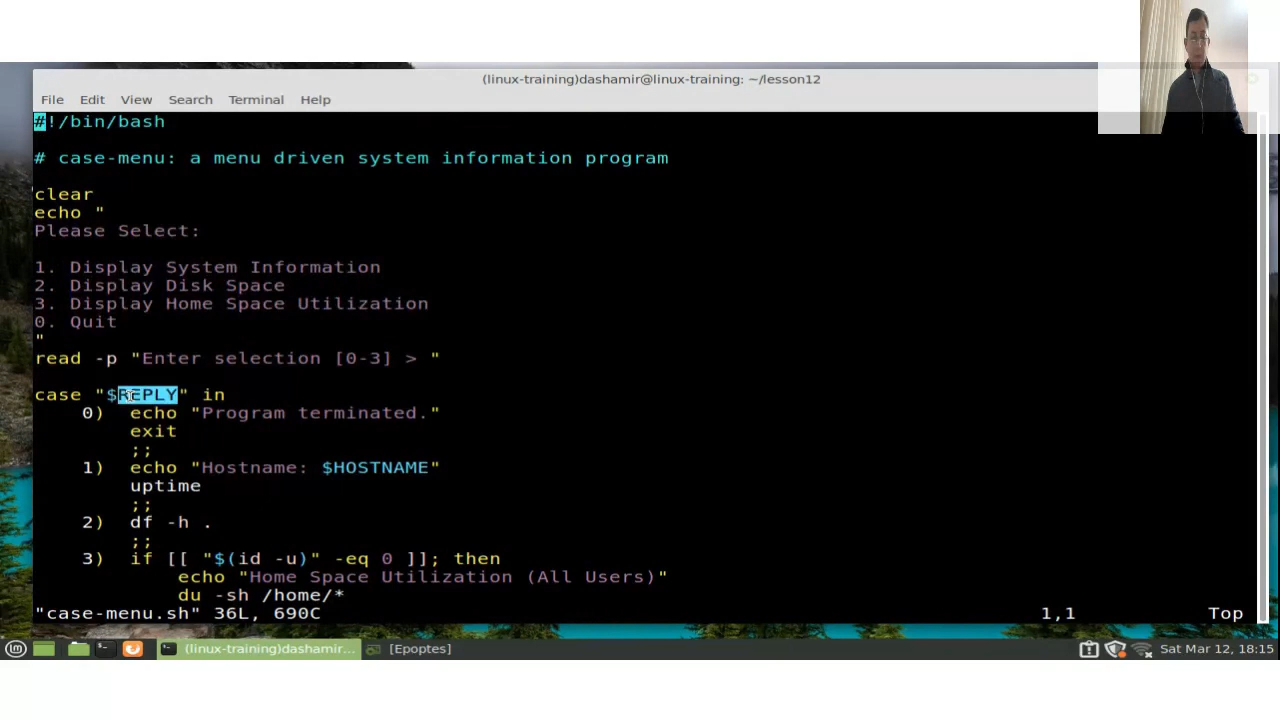 (linux-training)dashamir@linux-training: ~/lesson12
File Edit View Search Terminal Help
#!/bin/bash
# case-menu: a menu driven system information program
clear
echo "
Please Select:
1. Display System Information
2. Display Disk Space
3. Display Home Space Utilization
0. Quit
"
read -p "Enter selection [0-3] > "
case "$REPLY" in
0) echo "Program terminated."
exit
;;
1) echo "Hostname: $HOSTNAME"
uptime
;;
2) df -h .
;;
3) if [[ "$(id -u)" -eq 0 ]]; then
echo "Home Space Utilization (All Users)"
du -sh /home/*
"case-menu.sh" 36L, 690C 1,1 Top
(linux-training)dashamir... [Epoptes] Sat Mar 12, 18:15